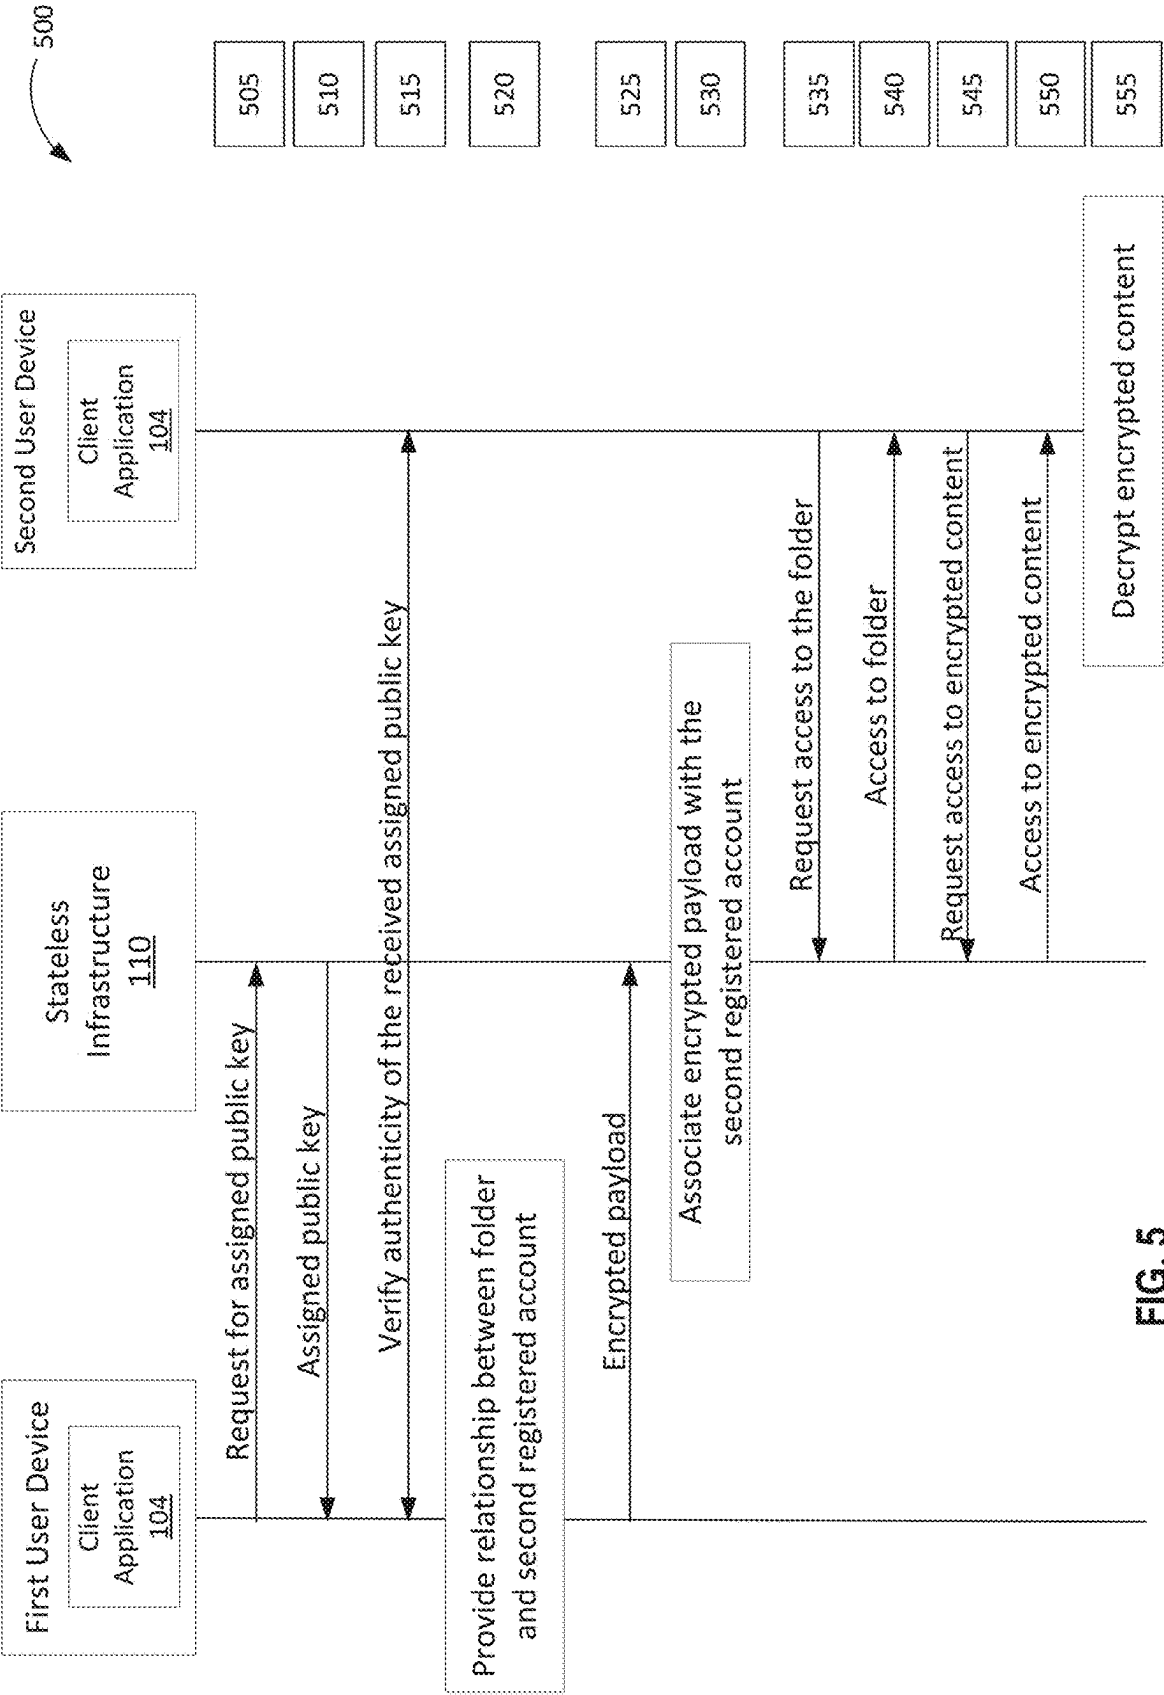 500
First User Device
Client
Application
104
Stateless
Infrastructure
110
Second User Device
Client
Application
104
Request for assigned public key
505
Assigned public key
510
Verify authenticity of the received assigned public key
515
Provide relationship between folder
and second registered account
520
Encrypted payload
525
Associate encrypted payload with the
second registered account
530
Request access to the folder
535
Access to folder
540
Request access to encrypted content
545
Access to encrypted content
550
Decrypt encrypted content
555
FIG. 5